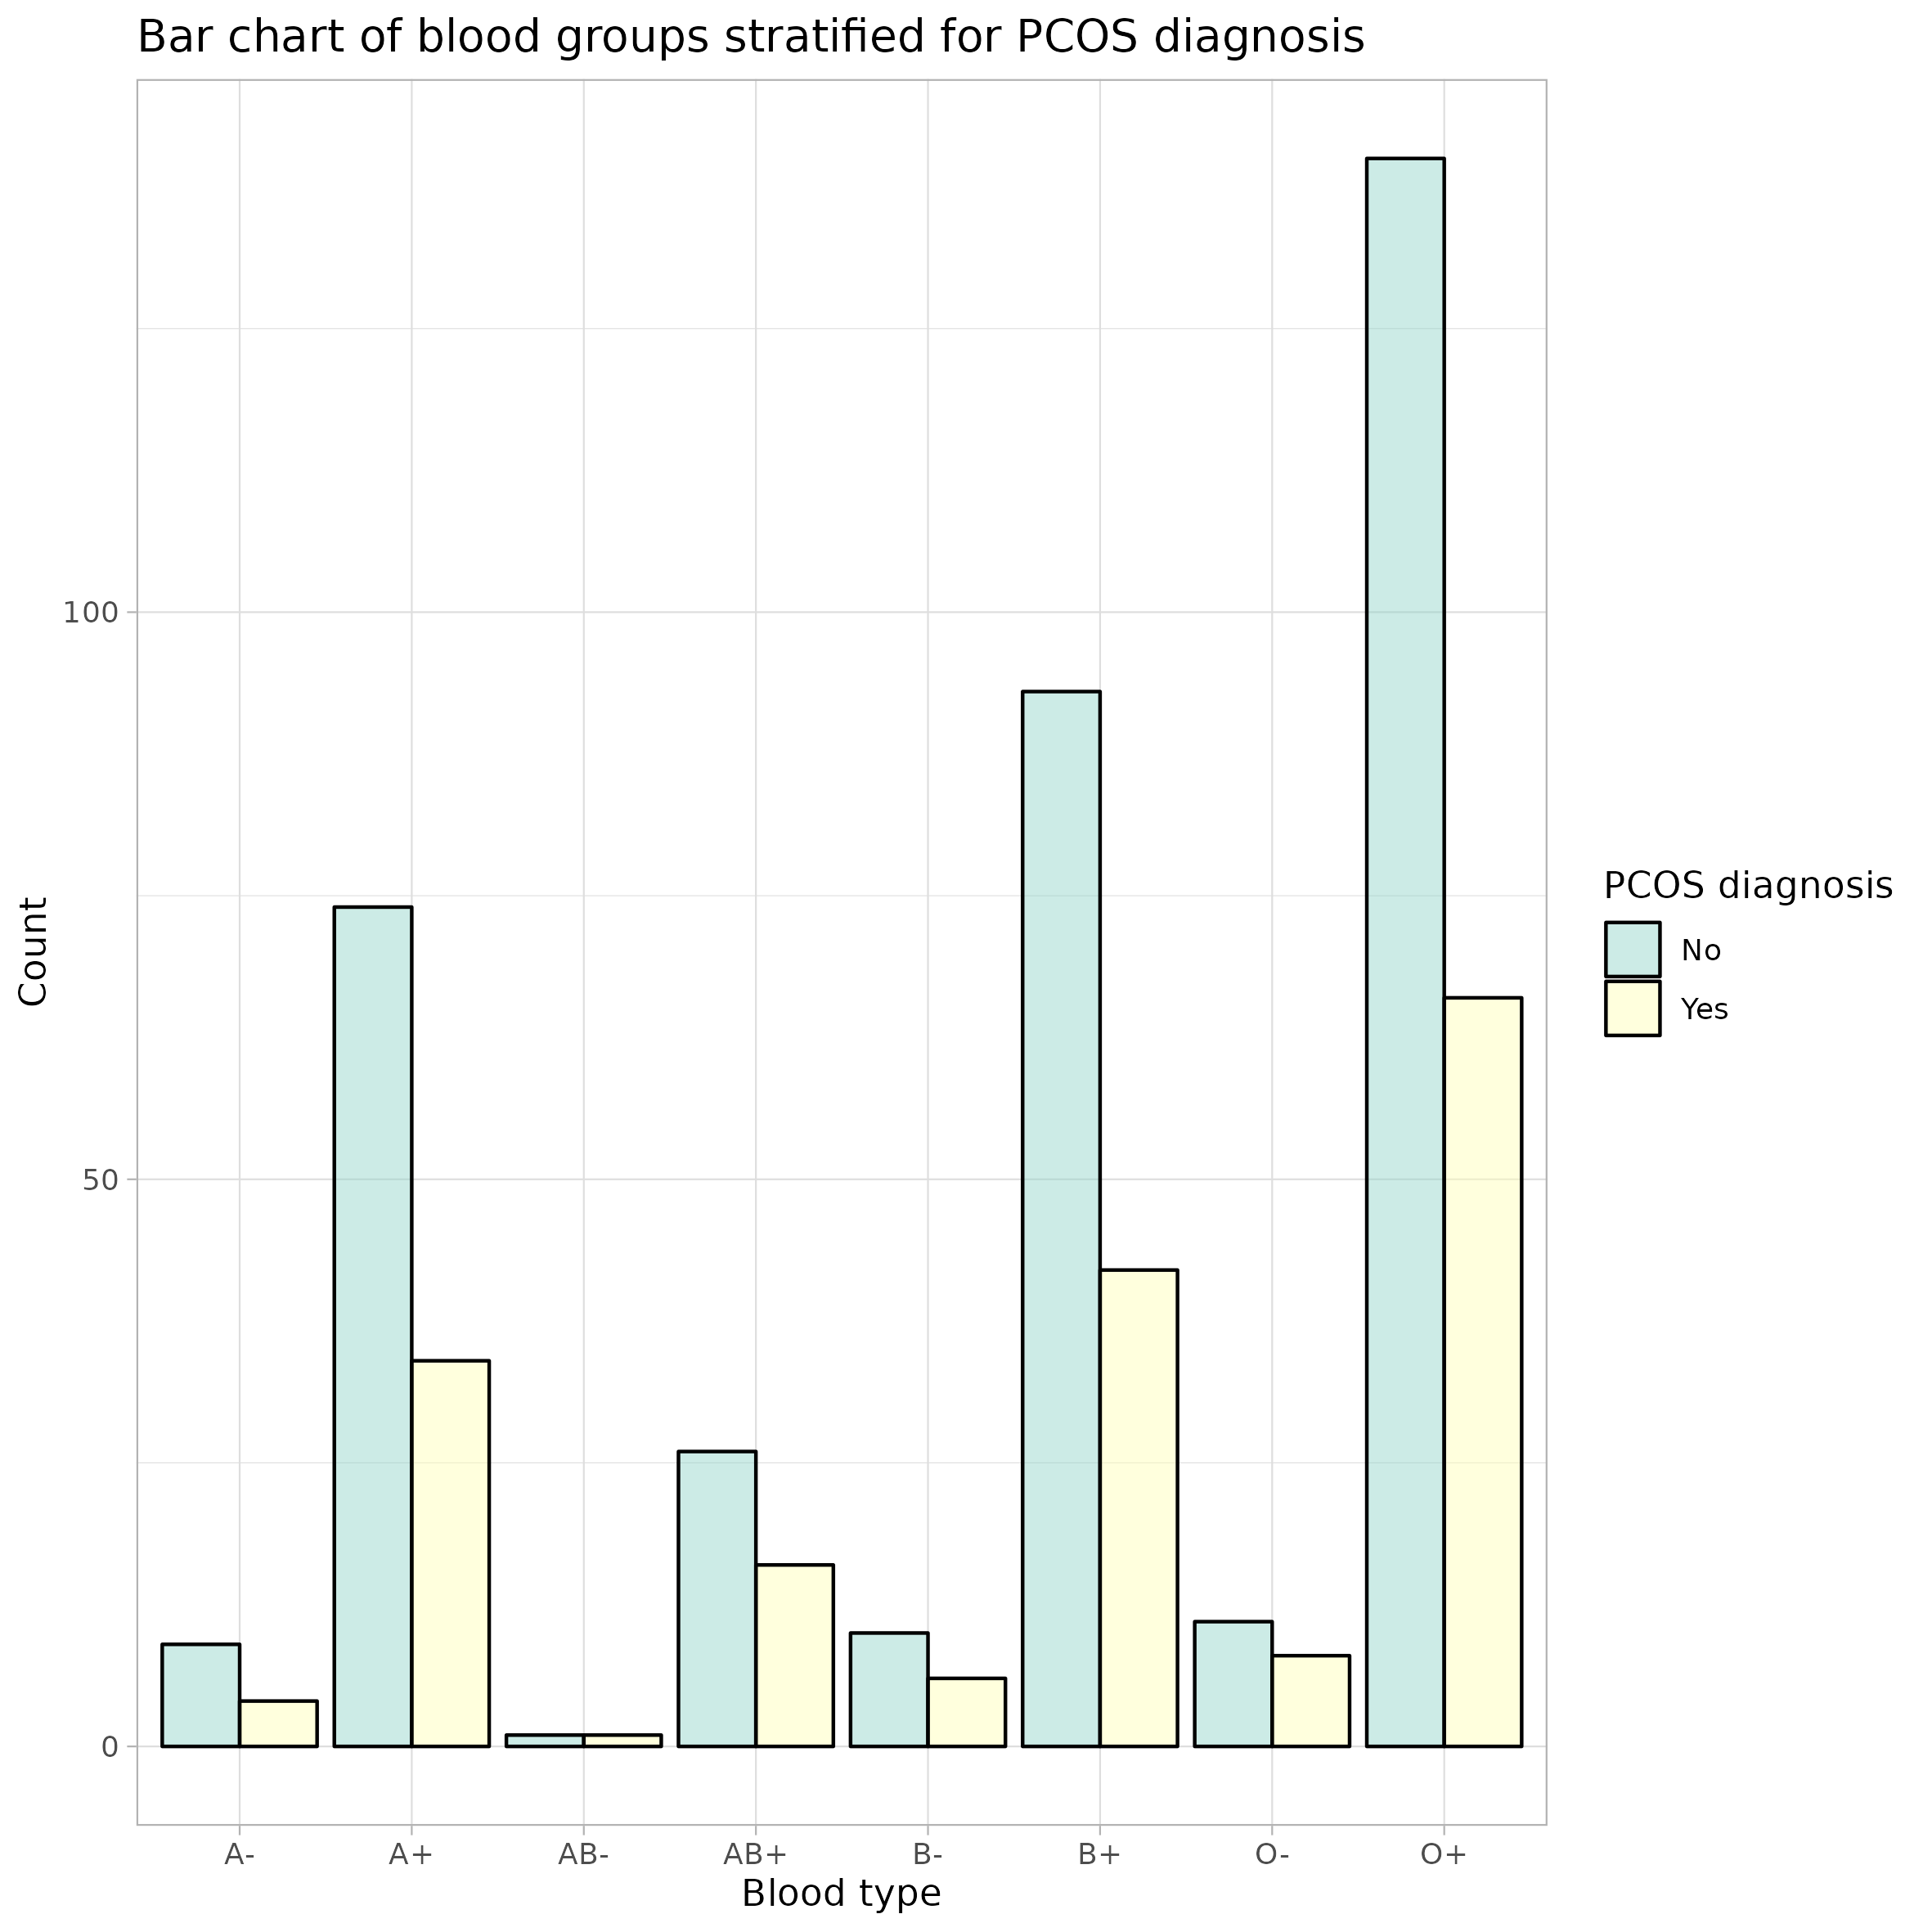 Bar chart of blood groups stratified for PCOS diagnosis
Count
100
50
0
A-
A+
AB-
AB+
B-
B+
O-
O+
Blood type
PCOS diagnosis
No
Yes